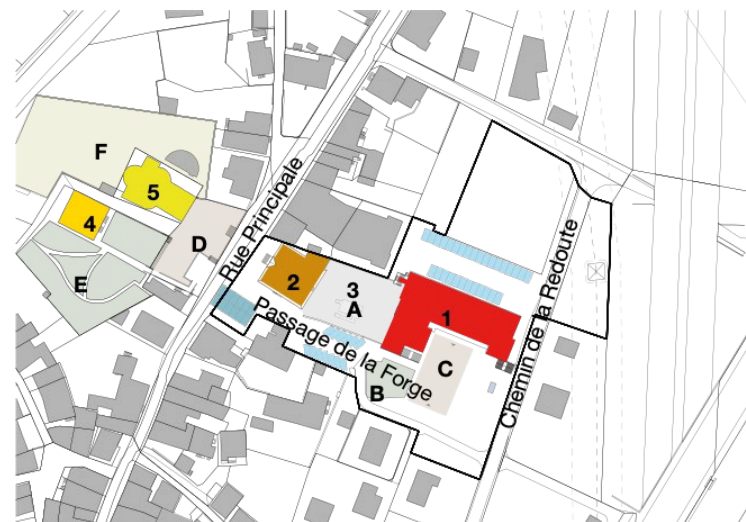 F
5
4
D
E
Rue Principale
2
3
A
1
Passage de la Forge
C
B
Chemin de la Redoute